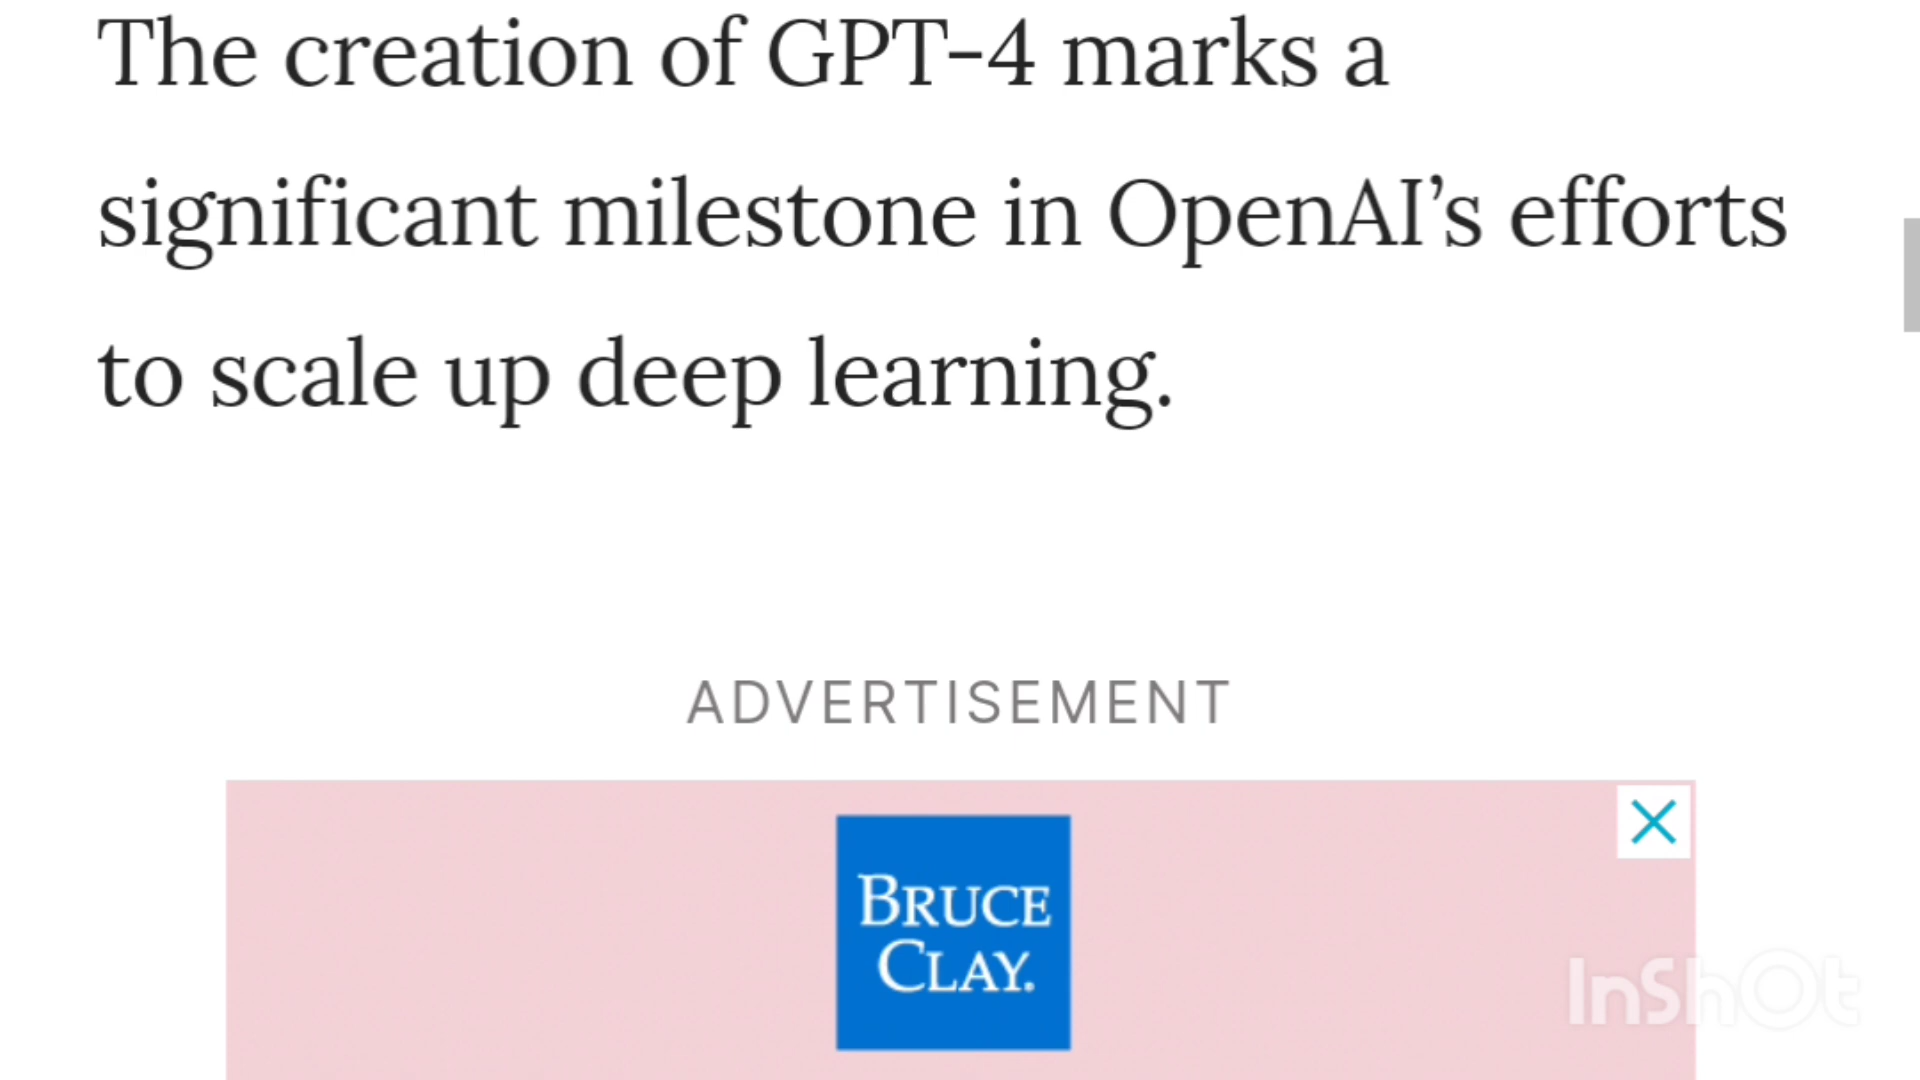 The creation of GPT-4 marks a
significant milestone in OpenAI’s efforts
to scale up deep learning.
ADVERTISEMENT
BRUCE
CLAY.
InShOt